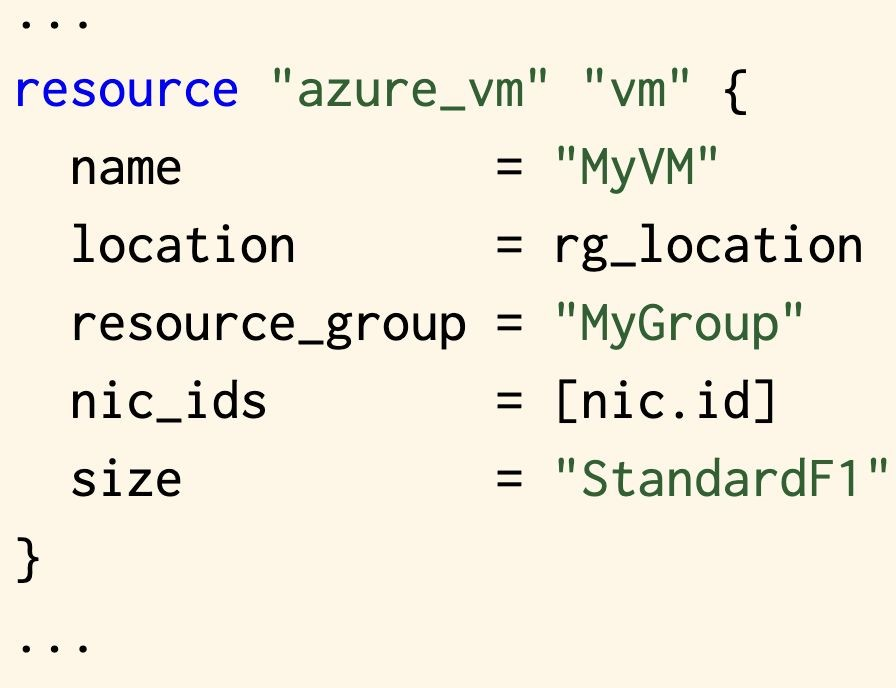 ...
resource "azure_vm" "vm" {
  name           = "MyVM"
  location       = rg_location
  resource_group = "MyGroup"
  nic_ids        = [nic.id]
  size           = "StandardF1"
}
...